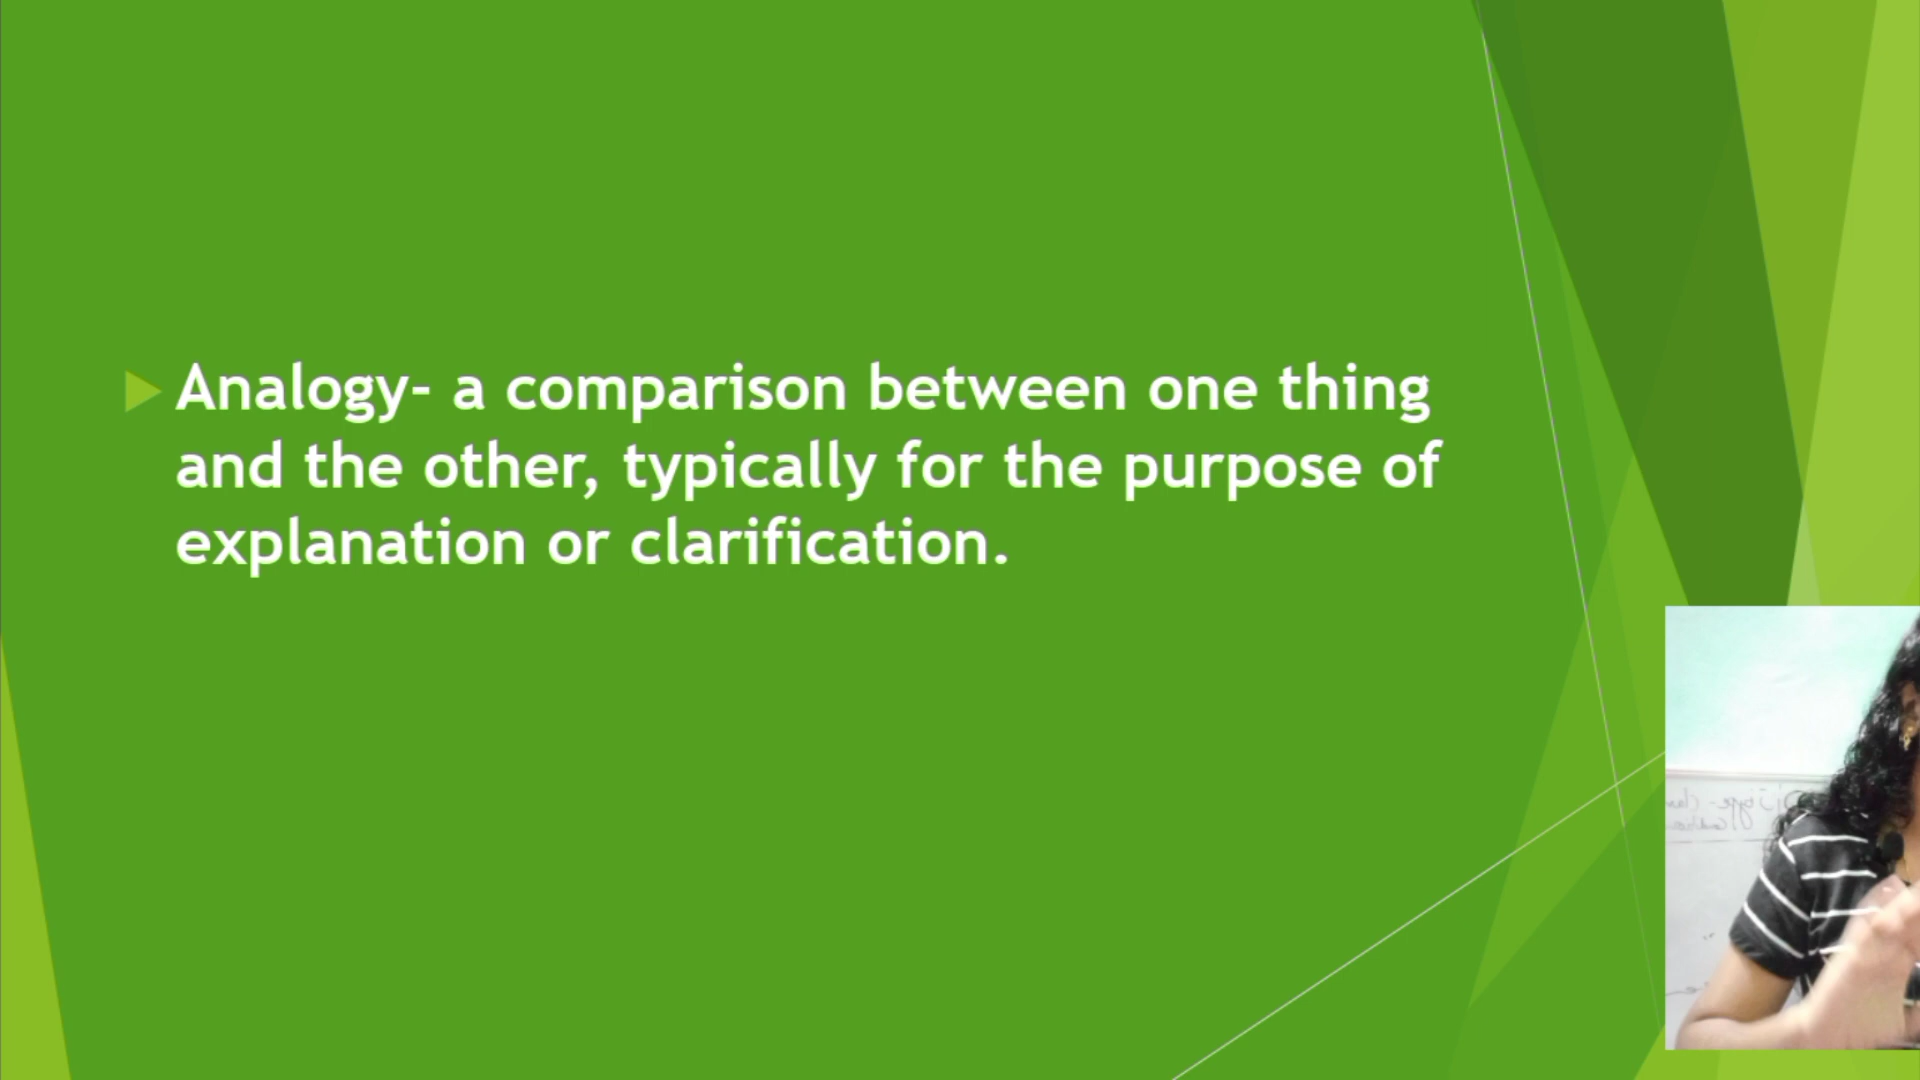 Analogy- a comparison between one thing
and the other, typically for the purpose of
explanation or clarification.